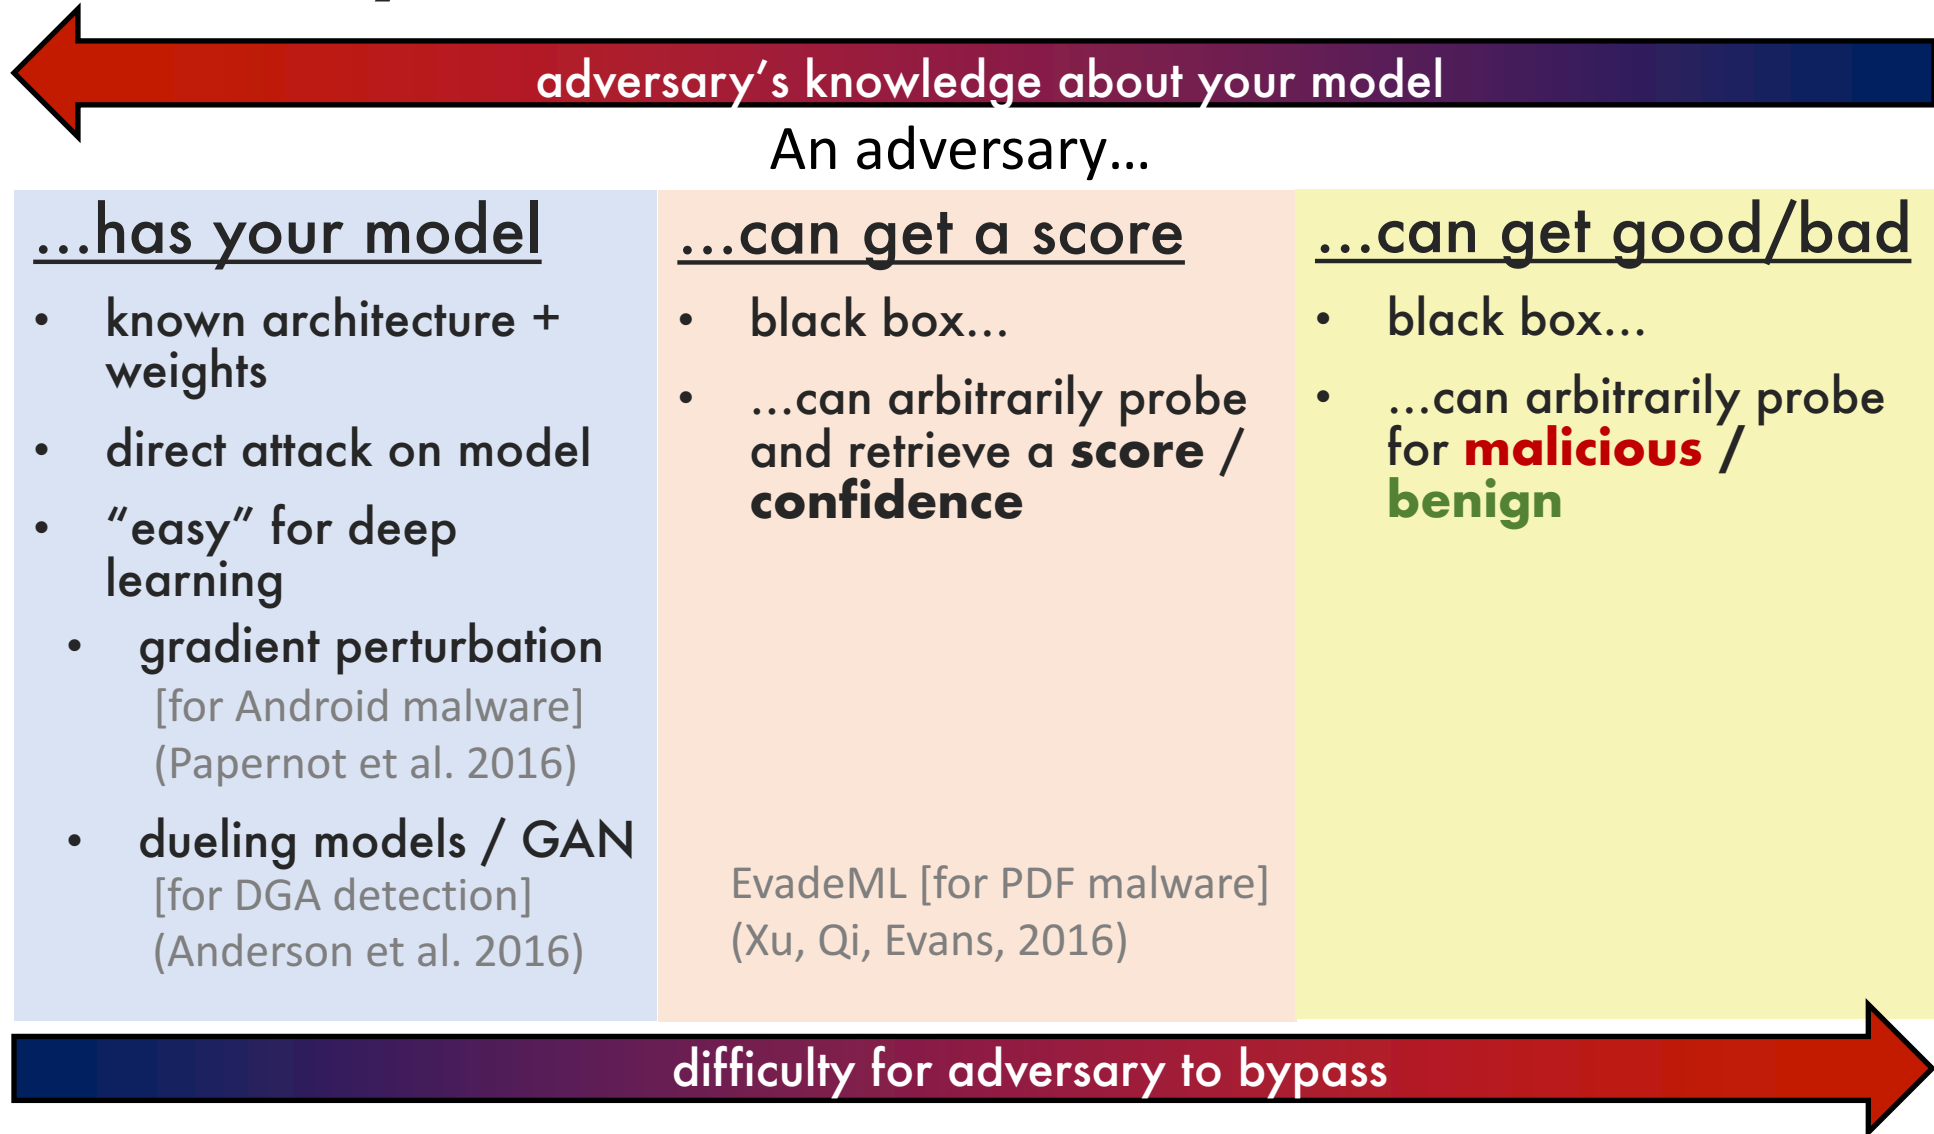 adversary's knowledge about your model
An adversary...
...has your model
• known architecture +
weights
• direct attack on model
• "easy" for deep
learning
• gradient perturbation
[for Android malware]
(Papernot et al. 2016)
• dueling models / GAN
[for DGA detection]
(Anderson et al. 2016)
...can get a score
• black box...
• ...can arbitrarily probe
and retrieve a score /
confidence
EvadeML [for PDF malware]
(Xu, Qi, Evans, 2016)
...can get good/bad
• black box...
• ...can arbitrarily probe
for malicious /
benign
difficulty for adversary to bypass